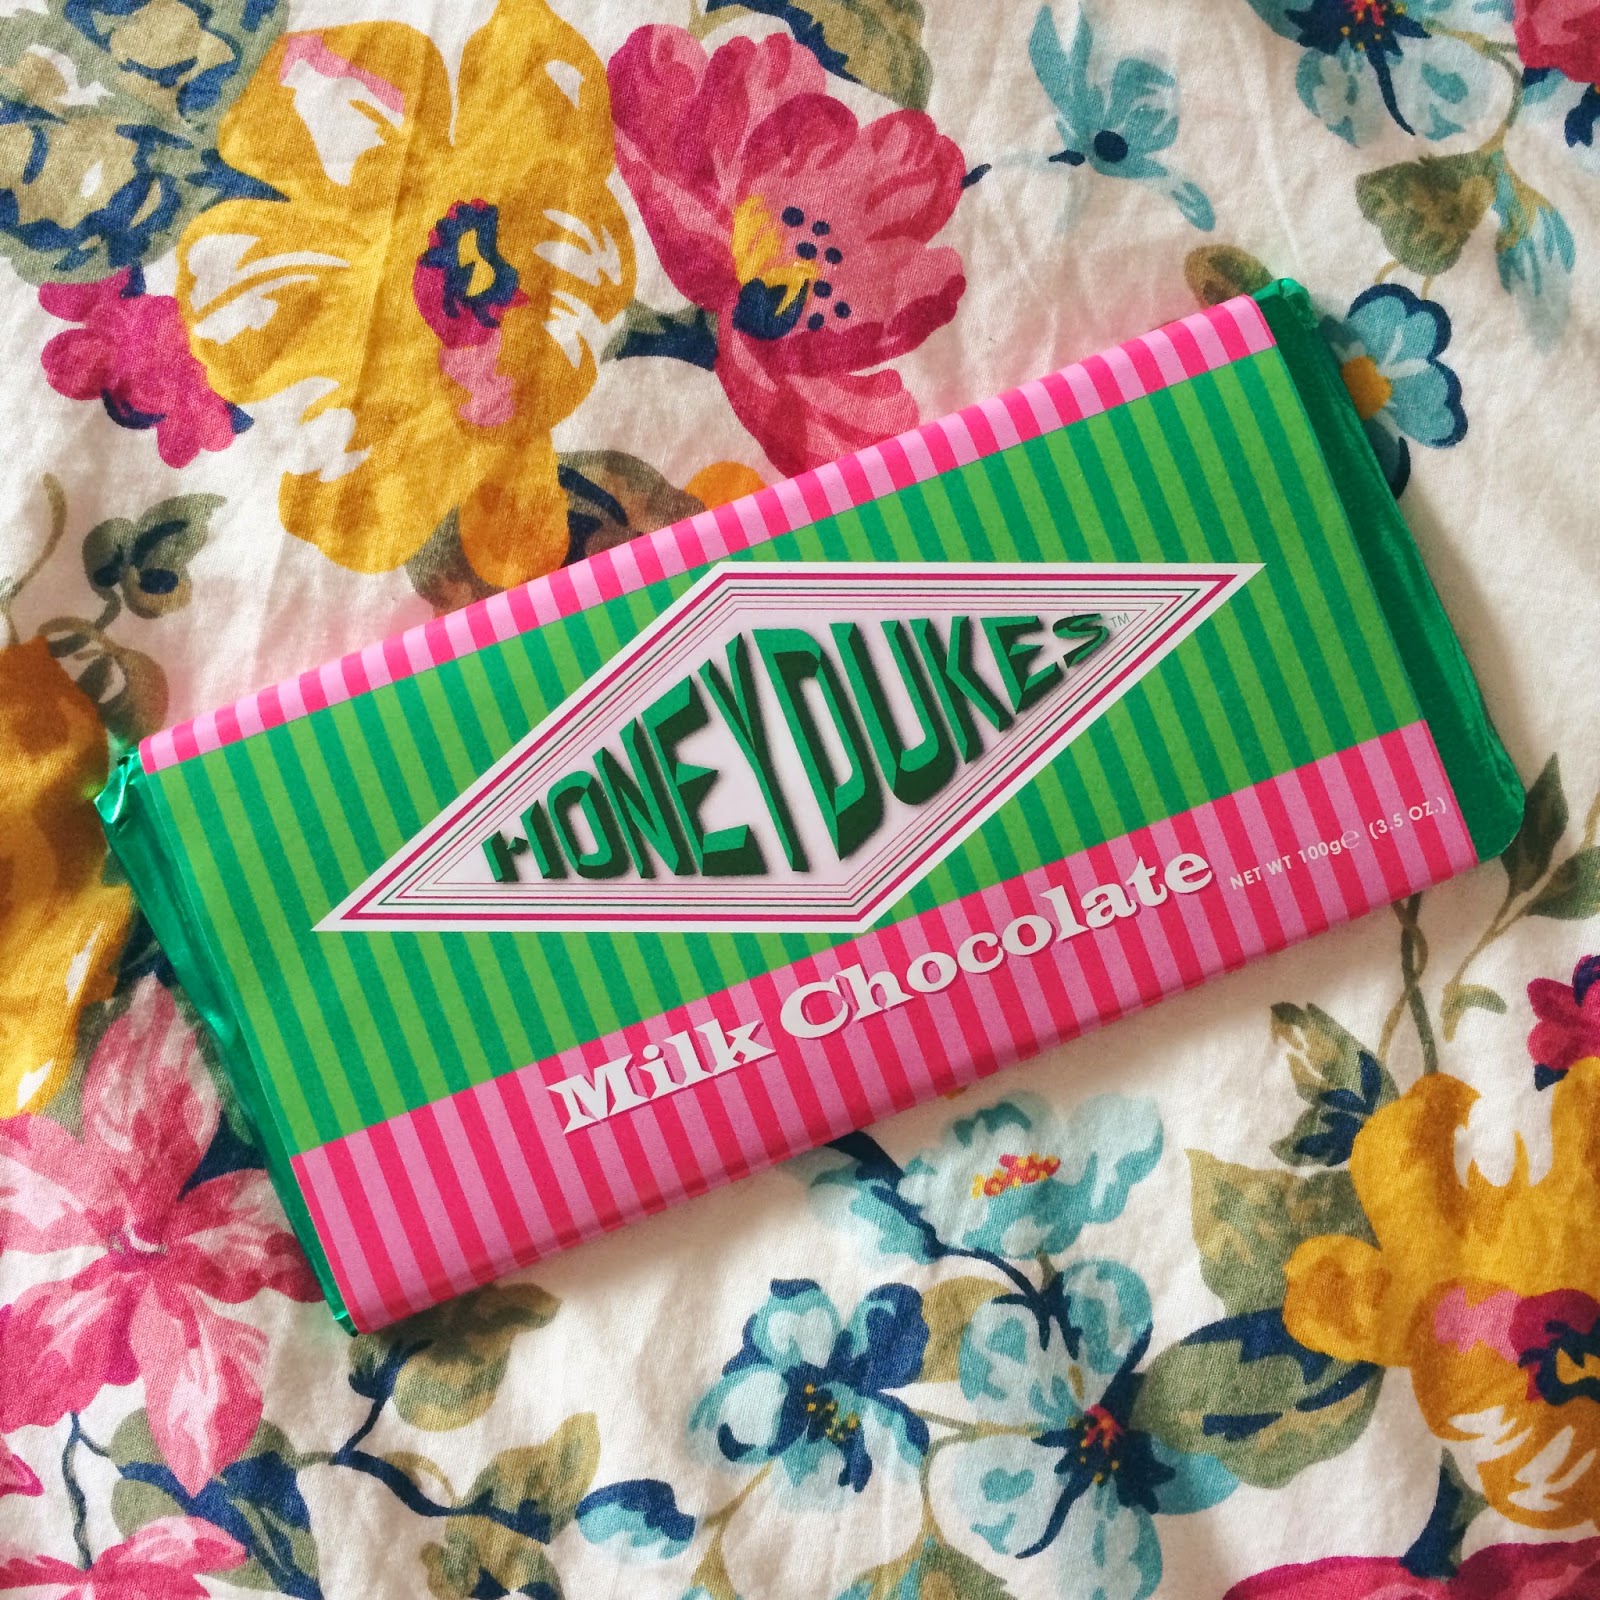 HONEYDUKES™
Milk Chocolate NET WT 100g℮ (3.5 OZ.)